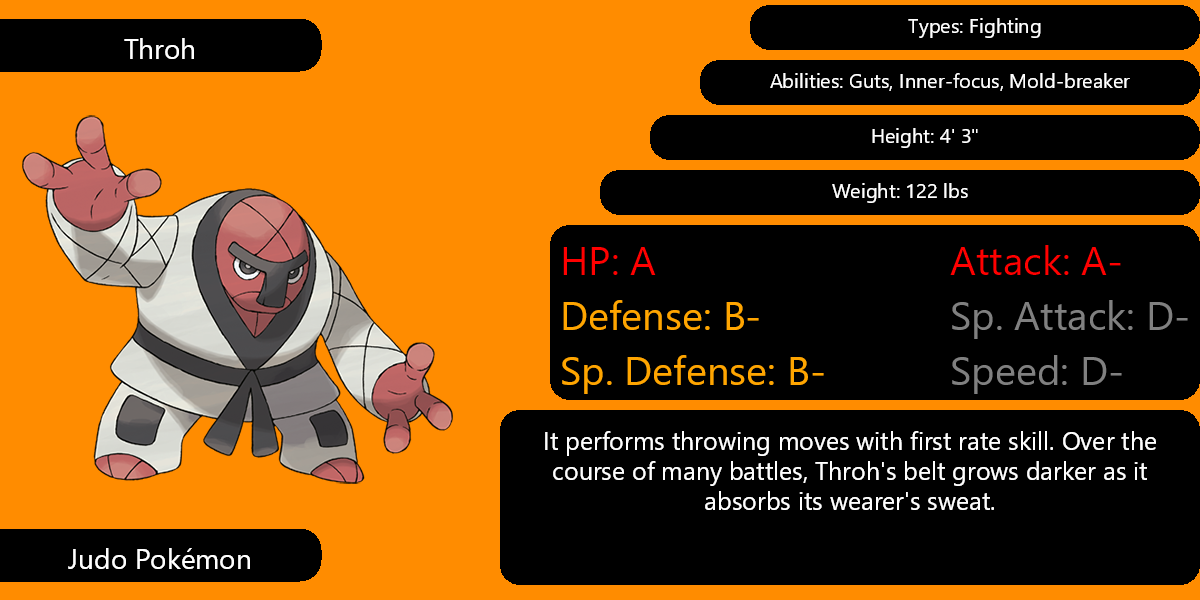 Throh
Types: Fighting
Abilities: Guts, Inner-focus, Mold-breaker
Height: 4' 3"
Weight: 122 lbs
HP: A
Attack: A-
Defense: B-
Sp. Attack: D-
Sp. Defense: B-
Speed: D-
It performs throwing moves with first rate skill. Over the
course of many battles, Throh's belt grows darker as it
absorbs its wearer's sweat.
Judo Pokémon